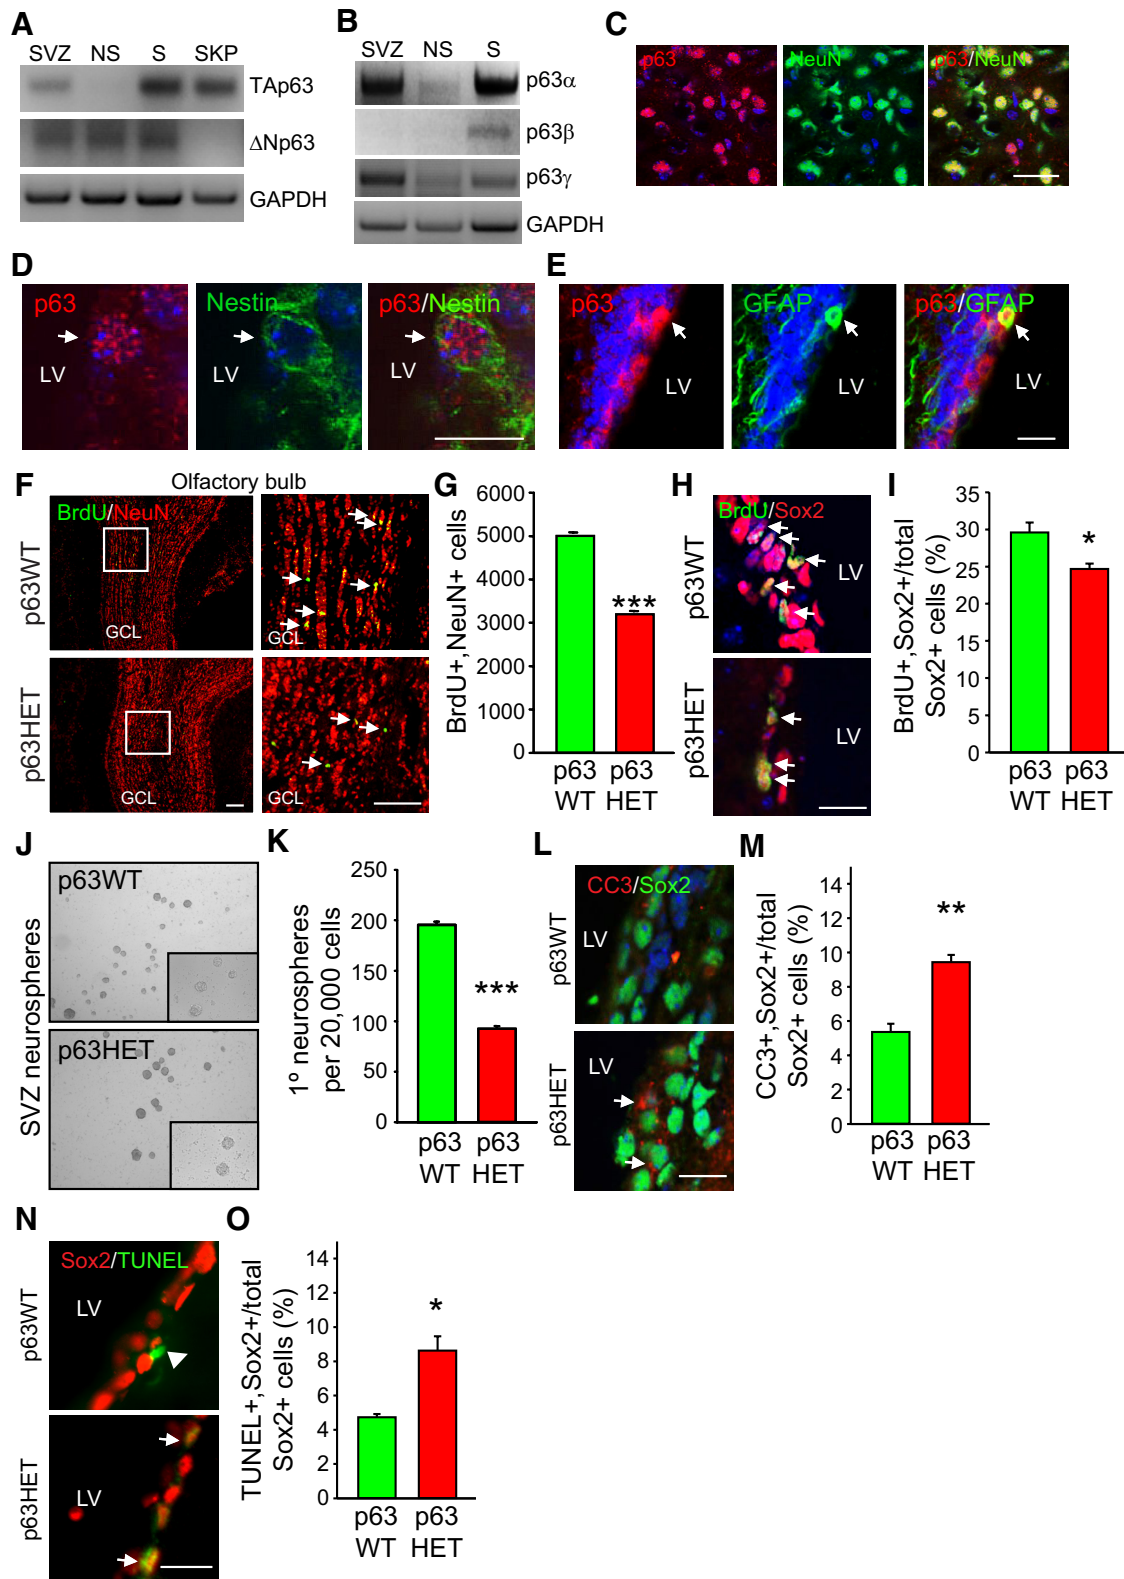 A
SVZ NS S SKP
TAp63
ΔNp63
GAPDH
B
SVZ NS S
p63α
p63β
p63γ
GAPDH
C
p63
NeuN
p63/NeuN
D
p63
LV
Nestin
LV
p63/Nestin
LV
E
p63
LV
GFAP
LV
p63/GFAP
LV
F
Olfactory bulb
p63WT
BrdU/NeuN
GCL
GCL
p63HET
GCL
GCL
G
BrdU+,NeuN+ cells
6000
5000
4000
3000
2000
1000
0
***
p63 WT
p63 HET
H
p63WT
BrdU/Sox2
LV
p63HET
LV
I
BrdU+,Sox2+/total
Sox2+ cells (%)
35
30
25
20
15
10
5
0
*
p63 WT
p63 HET
J
SVZ neurospheres
p63WT
p63HET
K
1º neurospheres
per 20,000 cells
250
200
150
100
50
0
***
p63 WT
p63 HET
L
p63WT
CC3/Sox2
LV
p63HET
LV
M
CC3+,Sox2+/total
Sox2+ cells (%)
14
12
10
8
6
4
2
0
**
p63 WT
p63 HET
N
p63WT
Sox2/TUNEL
LV
p63HET
LV
O
TUNEL+,Sox2+/total
Sox2+ cells (%)
14
12
10
8
6
4
2
0
*
p63 WT
p63 HET